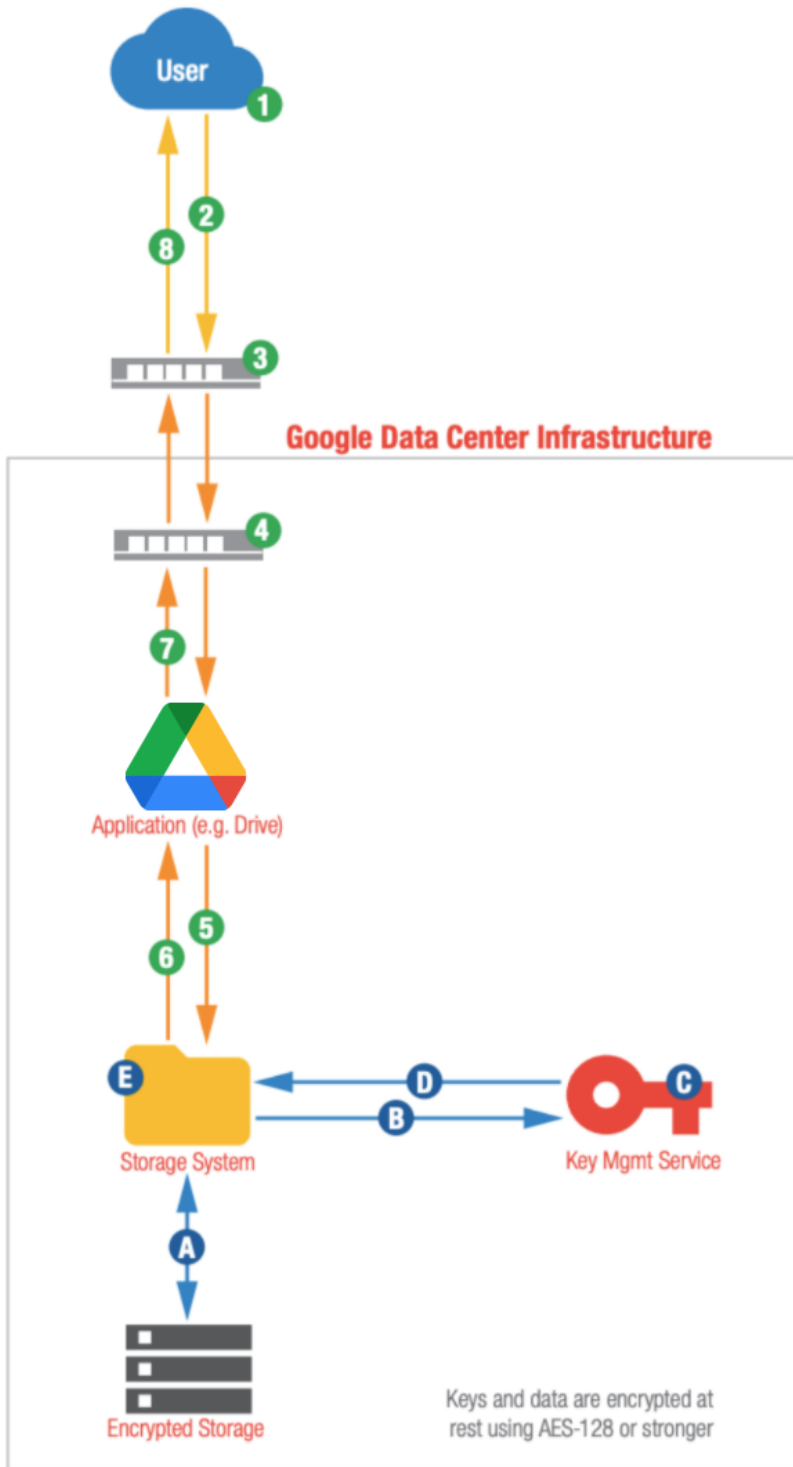 User
1
2
8
3
Google Data Center Infrastructure
4
7
Application (e.g. Drive)
5
6
E
D
C
B
Storage System
Key Mgmt Service
A
Keys and data are encrypted at
rest using AES-128 or stronger
Encrypted Storage